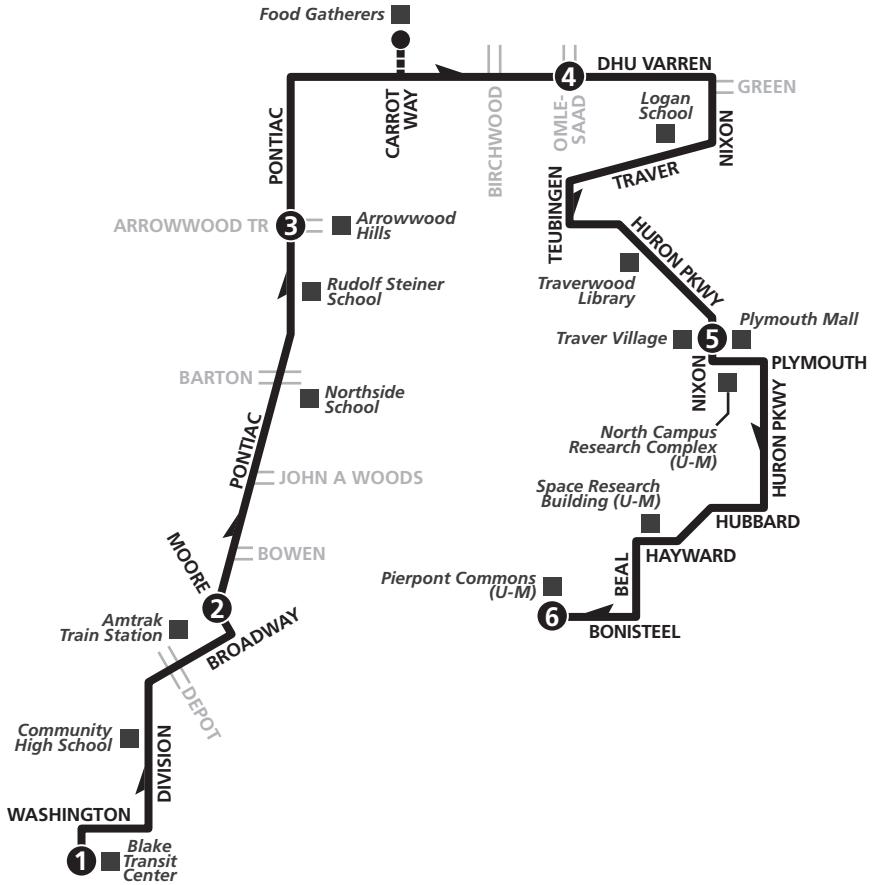 Food Gatherers
DHU VARREN
4
GREEN
CARROT
WAY
BIRCHWOOD
OMLE-
SAAD
Logan
School
NIXON
PONTIAC
TRAVER
TEUBINGEN
ARROWWOOD TR
3
Arrowwood
Hills
HURON PKWY
Rudolf Steiner
School
Traverwood
Library
Plymouth Mall
Traver Village
5
PLYMOUTH
BARTON
NIXON
HURON PKWY
Northside
School
North Campus
Research Complex
(U-M)
PONTIAC
JOHN A WOODS
Space Research
Building (U-M)
HUBBARD
HAYWARD
MOORE
BOWEN
BEAL
Pierpont Commons
(U-M)
6
BONISTEEL
2
Amtrak
Train Station
BROADWAY
DEPOT
Community
High School
DIVISION
WASHINGTON
1
Blake
Transit
Center